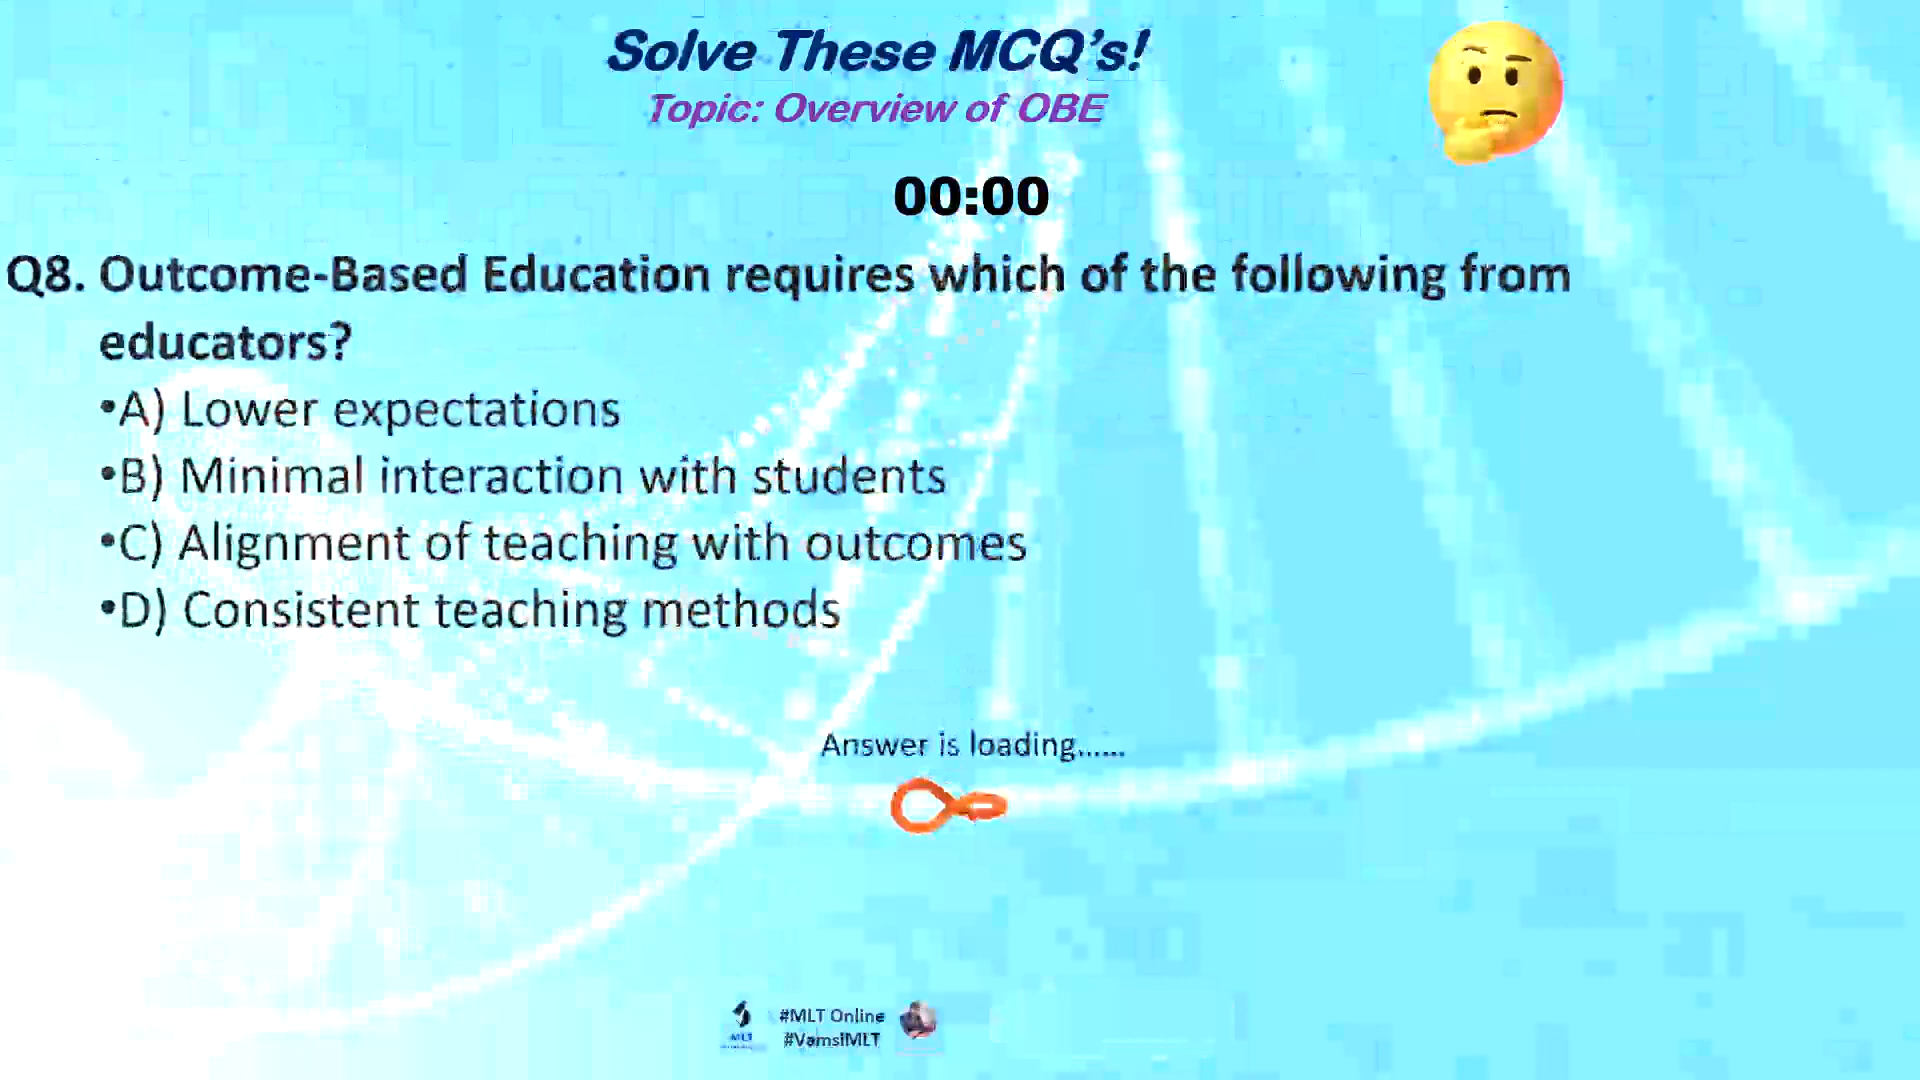 Solve These MCQ’s!
Topic: Overview of OBE
00:00
Q8. Outcome-Based Education requires which of the following from
educators?
•A) Lower expectations
•B) Minimal interaction with students
•C) Alignment of teaching with outcomes
•D) Consistent teaching methods
Answer is loading......
#MLT Online
#VamsiMLT
MLT